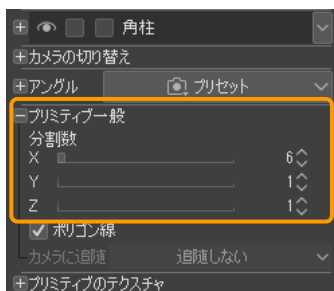 角柱
カメラの切り替え
アングル プリセット
プリミティブ一般
分割数
X 6
Y 1
Z 1
ポリゴン線
カメラに追随 追随しない
プリミティブのテクスチャ